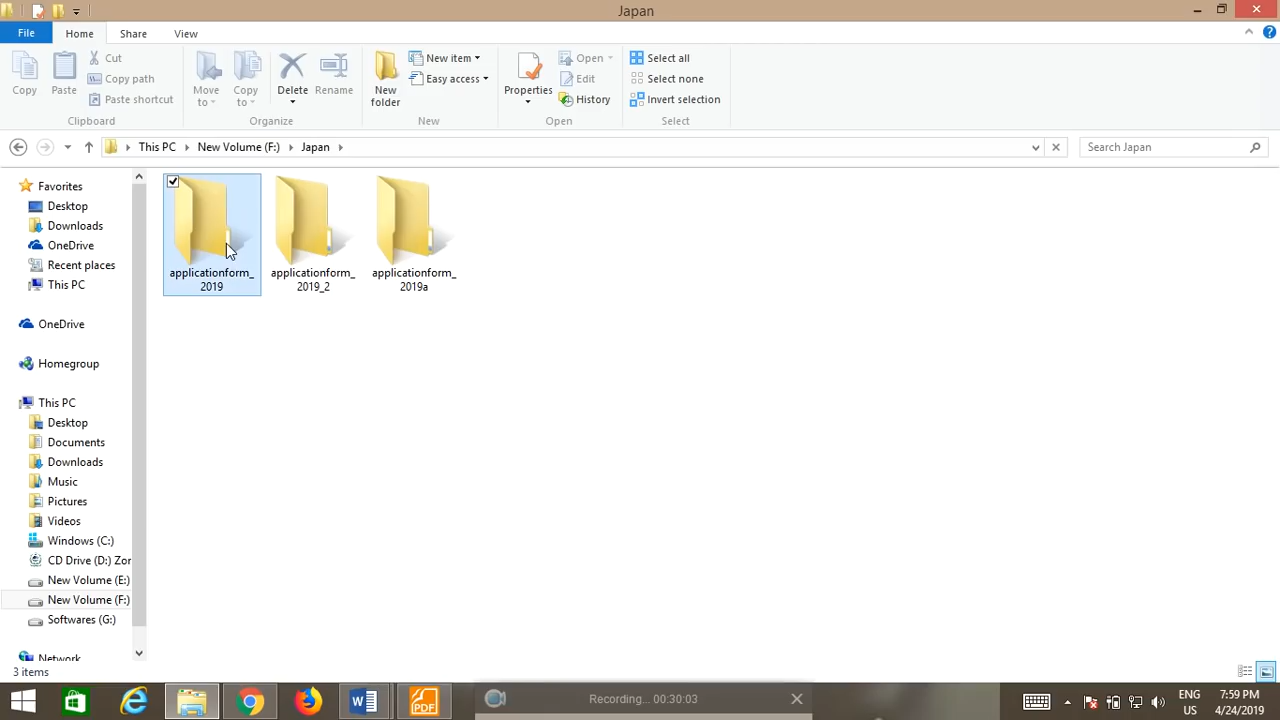 Japan
File
Home
Share
View
Copy
Paste
Cut
Copy path
Paste shortcut
Clipboard
Move
to
Copy
to
Delete
Rename
Organize
New
folder
New item
Easy access
New
Properties
Open
Edit
History
Open
Select all
Select none
Invert selection
Select
This PC
New Volume (F:)
Japan
Search Japan
Favorites
Desktop
Downloads
OneDrive
Recent places
This PC
OneDrive
Homegroup
This PC
Desktop
Documents
Downloads
Music
Pictures
Videos
Windows (C:)
CD Drive (D:) Zor
New Volume (E:)
New Volume (F:)
Softwares (G:)
Network
applicationform_
2019
applicationform_
2019_2
applicationform_
2019a
3 items
Recording... 00:30:03
PDF
ENG
US
7:59 PM
4/24/2019